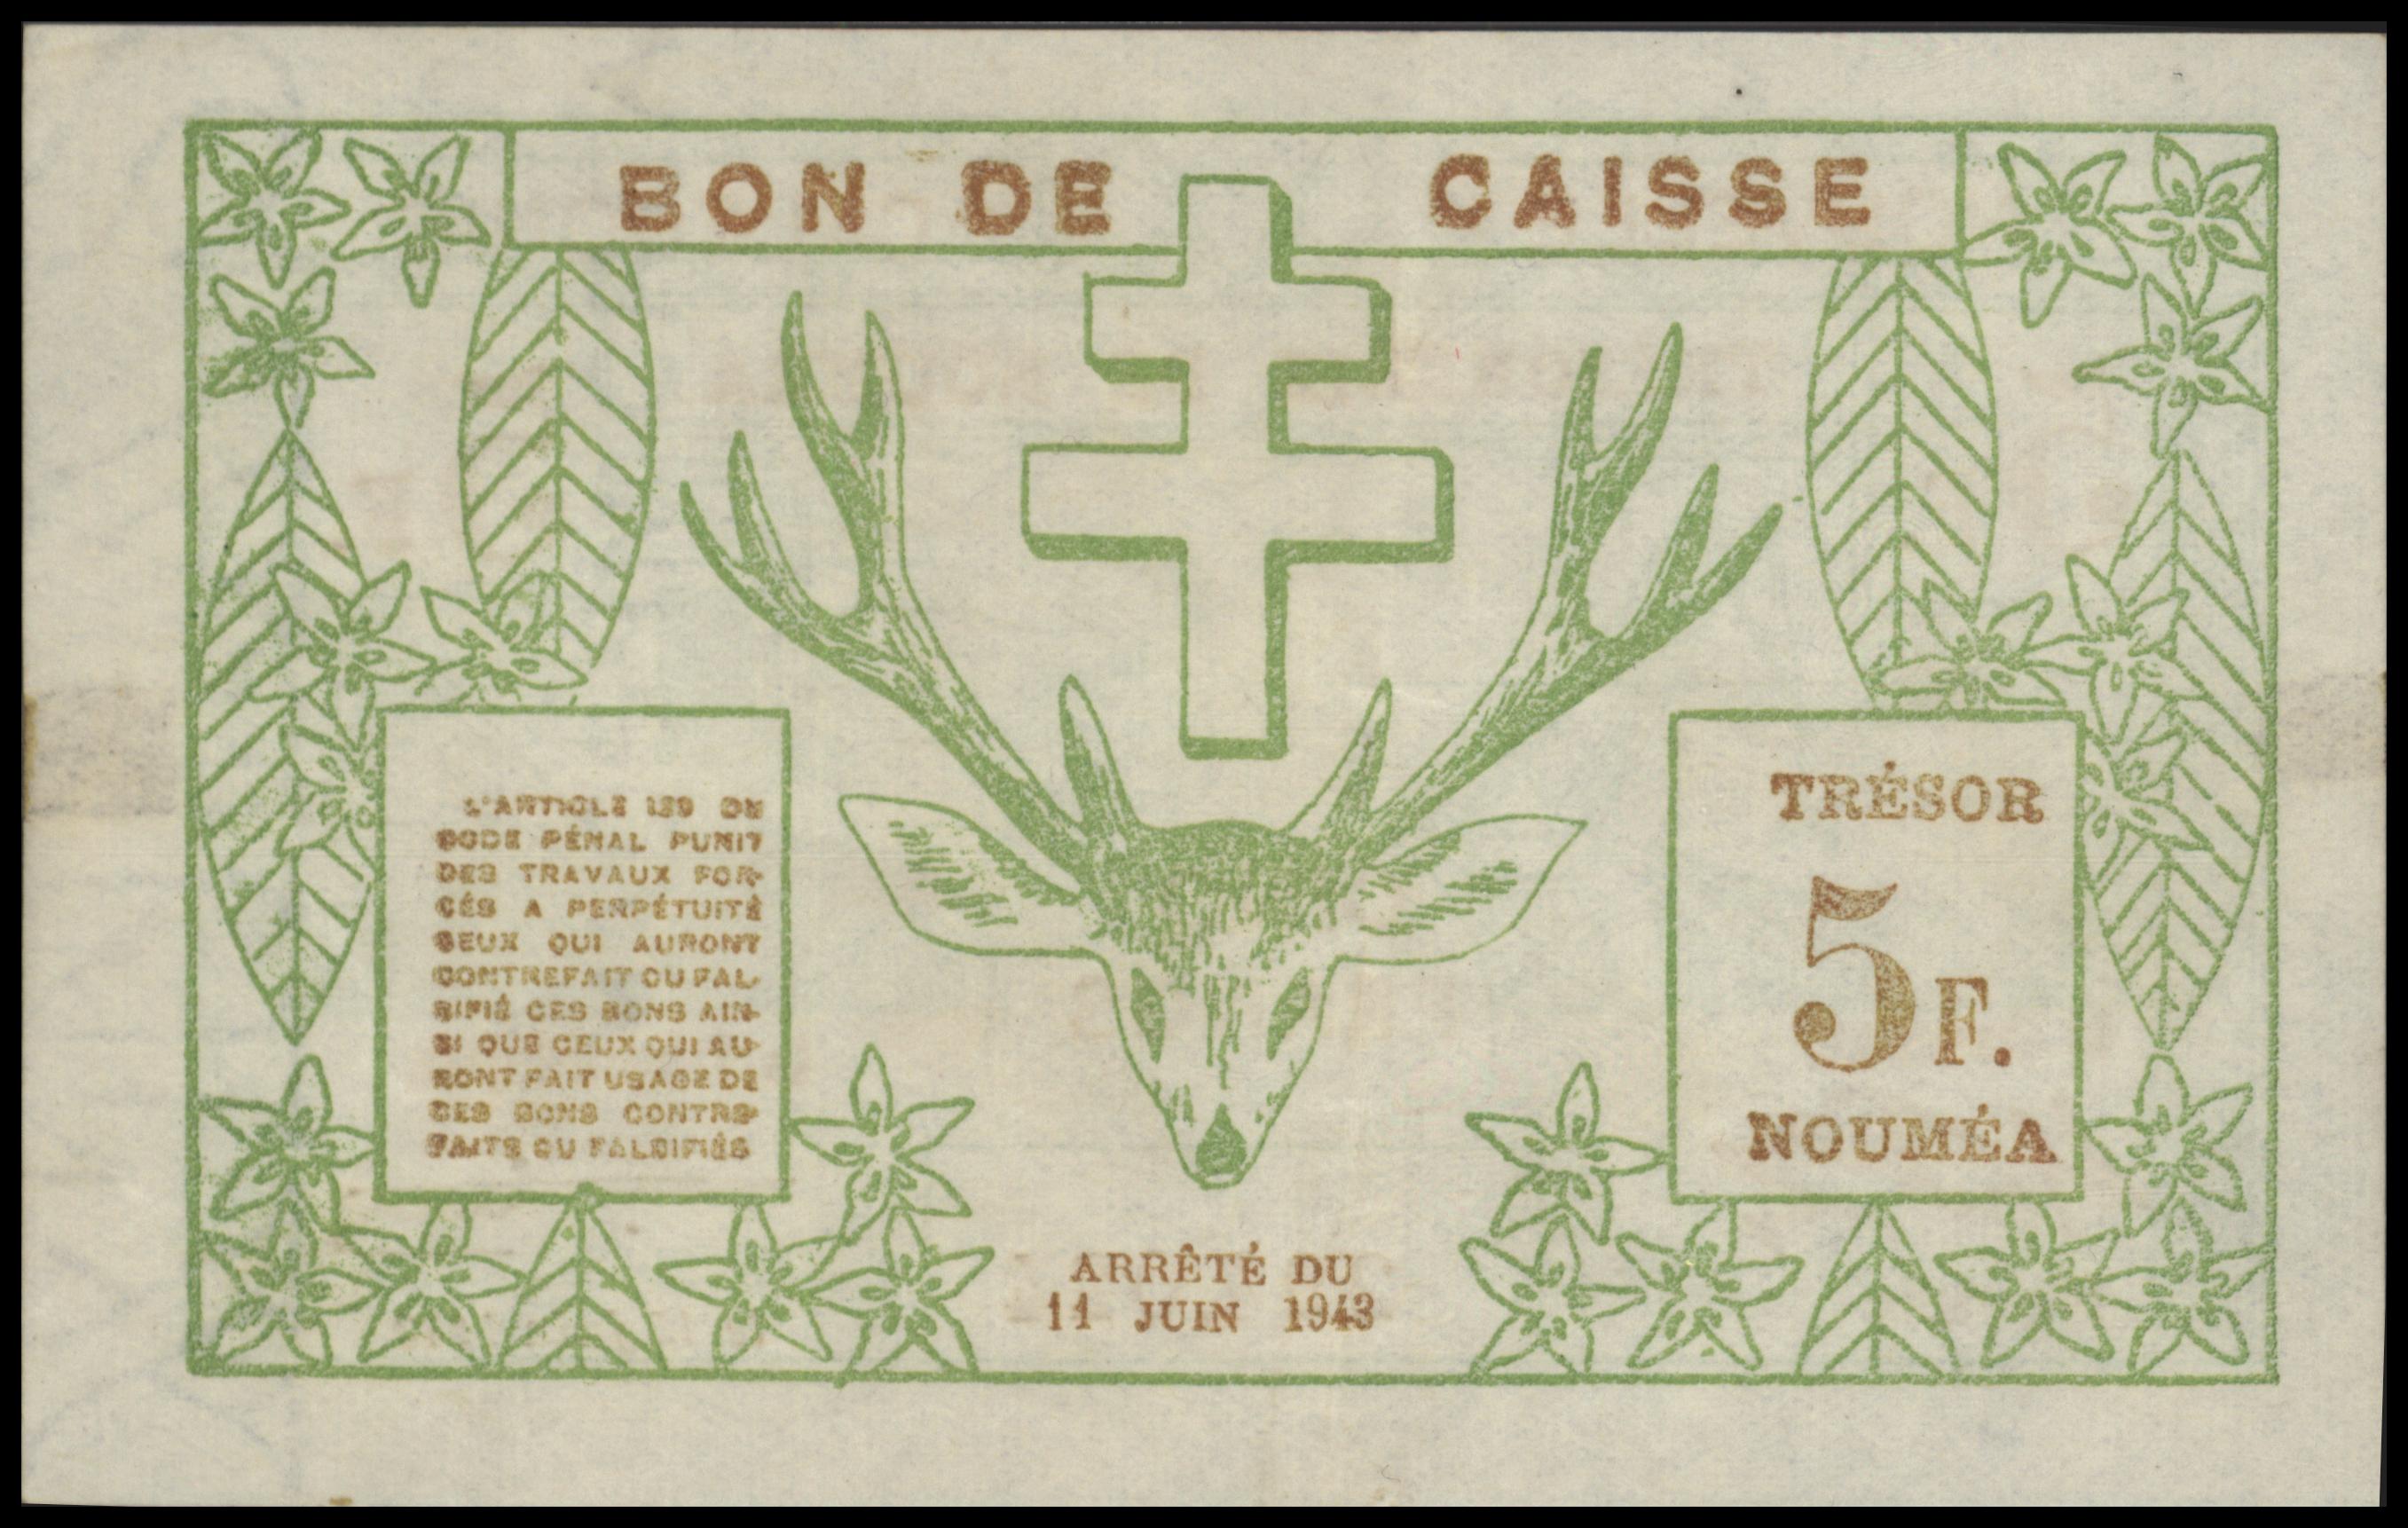 BON DE CAISSE
L'ARTICLE 139 DU
CODE PÉNAL PUNIT
DES TRAVAUX FOR-
CÉS A PERPÉTUITÉ
CEUX QUI AURONT
CONTREFAIT OU FAL-
SIFIÉ CES BONS AIN-
SI QUE CEUX QUI AU-
RONT FAIT USAGE DE
CES BONS CONTRE-
FAITS OU FALSIFIÉS
TRÉSOR
5 F.
NOUMÉA
ARRÊTÉ DU
11 JUIN 1943